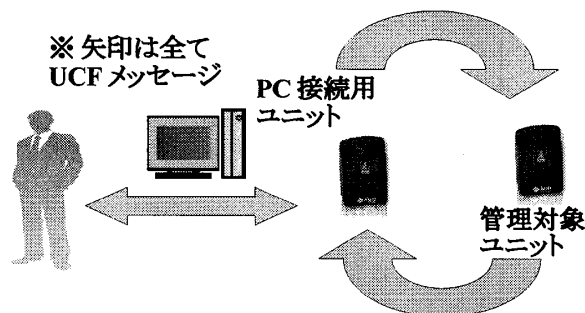 ※ 矢印は全て
UCF メッセージ
PC 接続用
ユニット
管理対象
ユニット